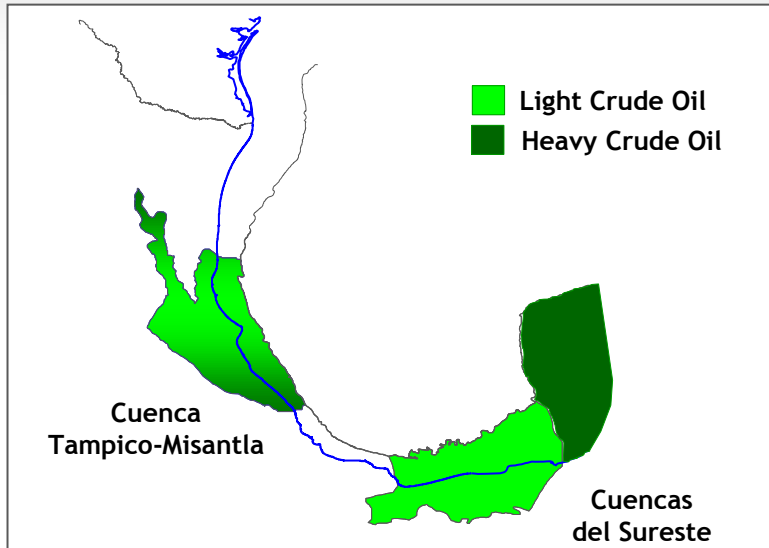 Light Crude Oil
Heavy Crude Oil
Cuenca
Tampico-Misantla
Cuencas
del Sureste